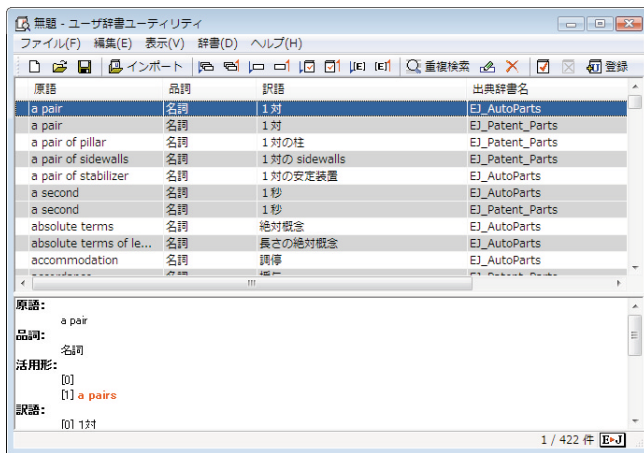 無題 - ユーザ辞書ユーティリティ
ファイル(F) 編集(E) 表示(V) 辞書(D) ヘルプ(H)
インポート 重複検索 登録
原語 品詞 訳語 出典辞書名
a pair 名詞 1対 EJ_AutoParts
a pair 名詞 1対 EJ_Patent_Parts
a pair of pillar 名詞 1対の柱 EJ_Patent_Parts
a pair of sidewalls 名詞 1対の sidewalls EJ_Patent_Parts
a pair of stabilizer 名詞 1対の安定装置 EJ_AutoParts
a second 名詞 1秒 EJ_AutoParts
a second 名詞 1秒 EJ_Patent_Parts
absolute terms 名詞 絶対概念 EJ_AutoParts
absolute terms of le... 名詞 長さの絶対概念 EJ_AutoParts
accommodation 名詞 調停 EJ_AutoParts
原語:
a pair
品詞:
名詞
活用形:
[0]
[1] a pairs
訳語:
[0] 1対
1 / 422 件 E▸J